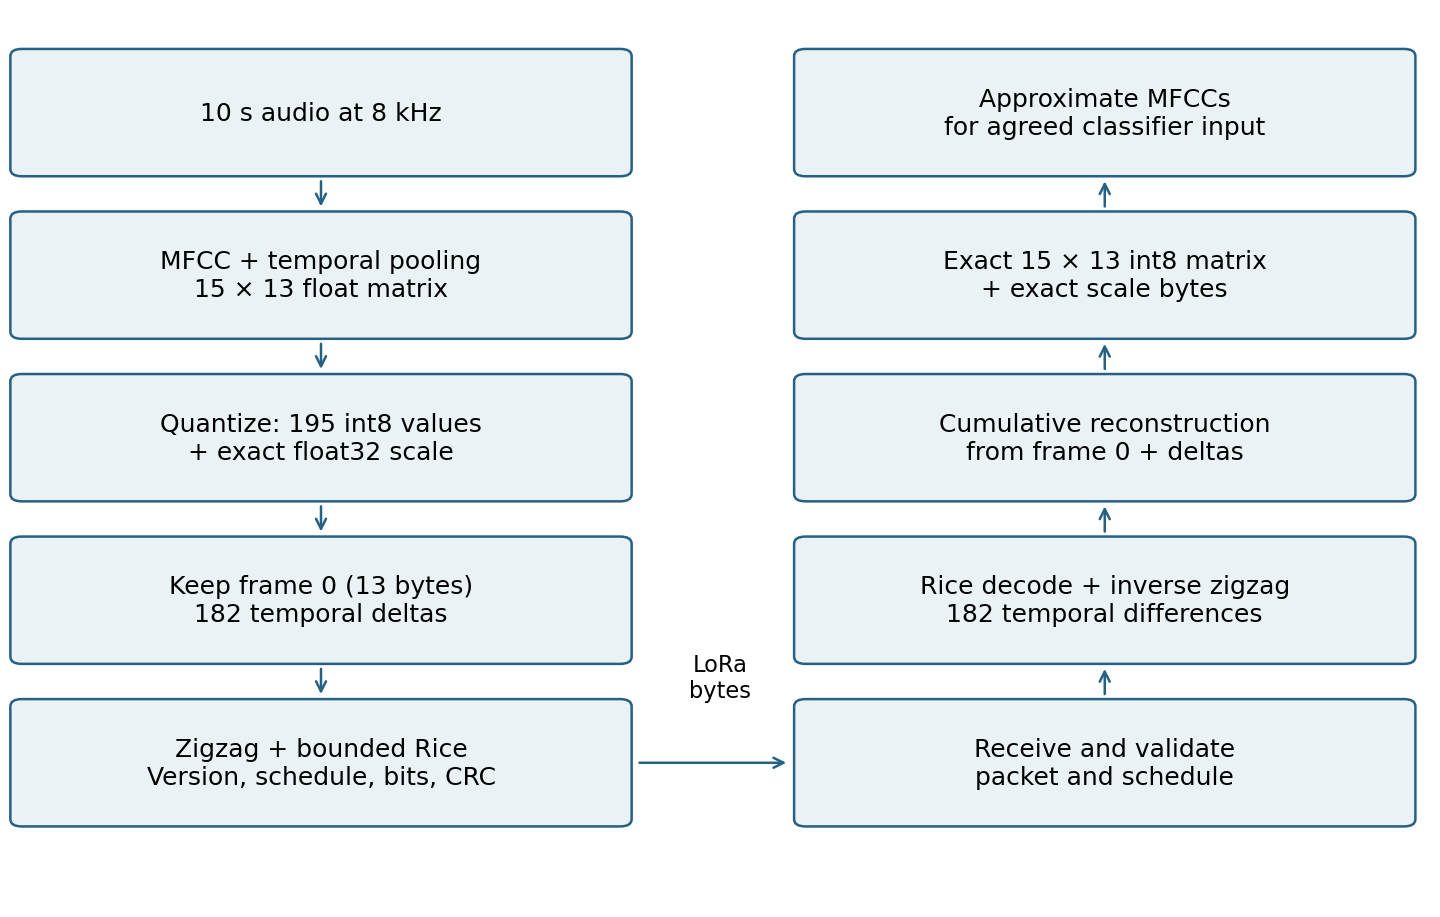 10 s audio at 8 kHz
MFCC + temporal pooling
15 × 13 float matrix
Quantize: 195 int8 values
+ exact float32 scale
Keep frame 0 (13 bytes)
182 temporal deltas
Zigzag + bounded Rice
Version, schedule, bits, CRC
LoRa
bytes
Receive and validate
packet and schedule
Rice decode + inverse zigzag
182 temporal differences
Cumulative reconstruction
from frame 0 + deltas
Exact 15 × 13 int8 matrix
+ exact scale bytes
Approximate MFCCs
for agreed classifier input